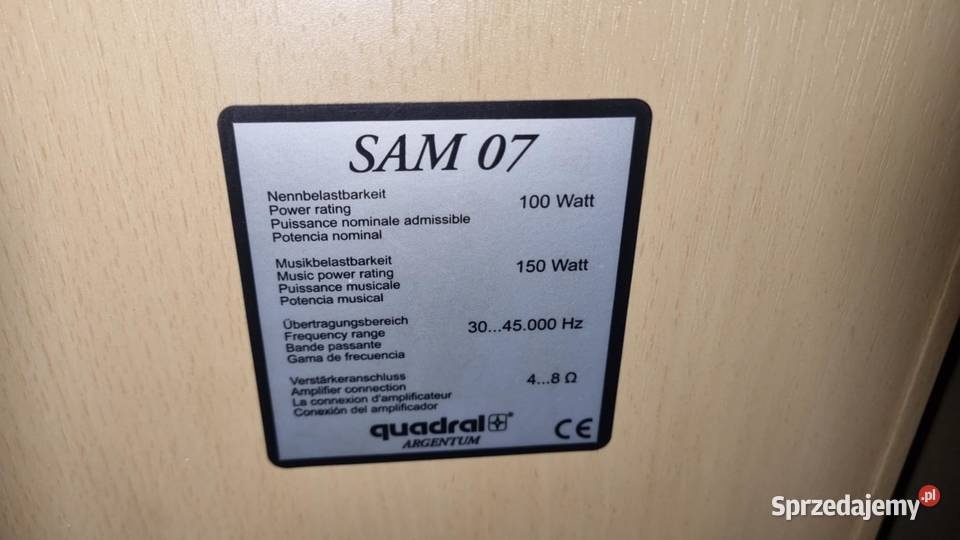 SAM 07
Nennbelastbarkeit
Power rating
Puissance nominale admissible
Potencia nominal
100 Watt
Musikbelastbarkeit
Music power rating
Puissance musicale
Potencia musical
150 Watt
Übertragungsbereich
Frequency range
Bande passante
Gama de frecuencia
30...45.000 Hz
Verstärkeranschluss
Amplifier connection
La connexion d'amplificateur
Conexión del amplificador
4...8 Ω
quadral®
ARGENTUM
CE
Sprzedajemy.pl